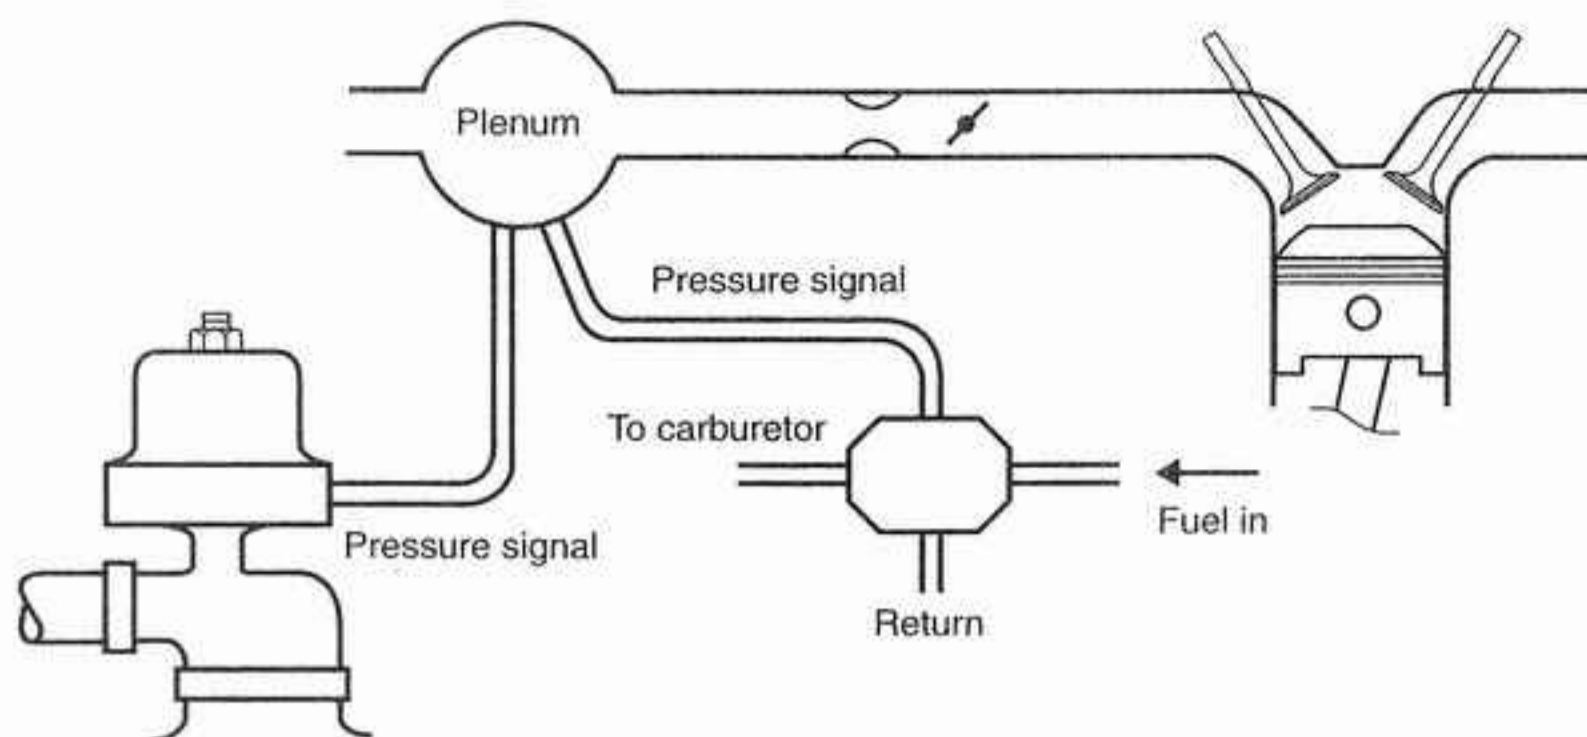 Plenum
Pressure signal
To carburetor
Fuel in
Pressure signal
Return